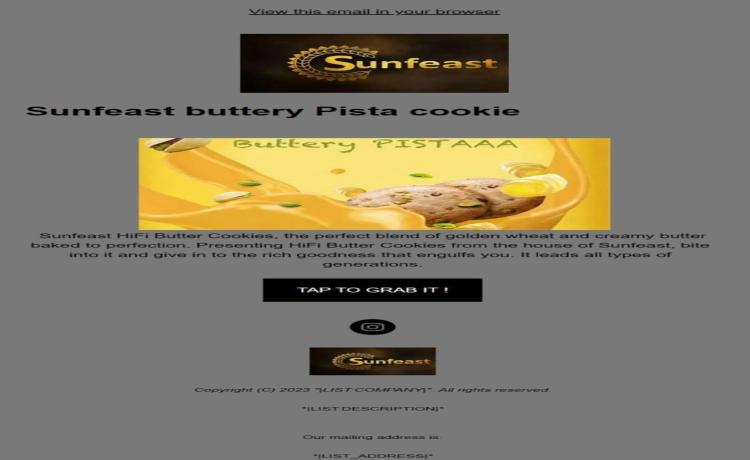 View this email in your browser
Sunfeast
Sunfeast buttery Pista cookie
Buttery PISTAAA
Sunfeast HiFi Butter Cookies, the perfect blend of golden wheat and creamy butter
baked to perfection. Presenting HiFi Butter Cookies from the house of Sunfeast, bite
into it and give in to the rich goodness that engulfs you. It leads all types of
generations.
TAP TO GRAB IT !
Sunfeast
Copyright (C) 2023 *|LIST:COMPANY|*. All rights reserved.
*|LIST:DESCRIPTION|*
Our mailing address is:
*|LIST_ADDRESS|*